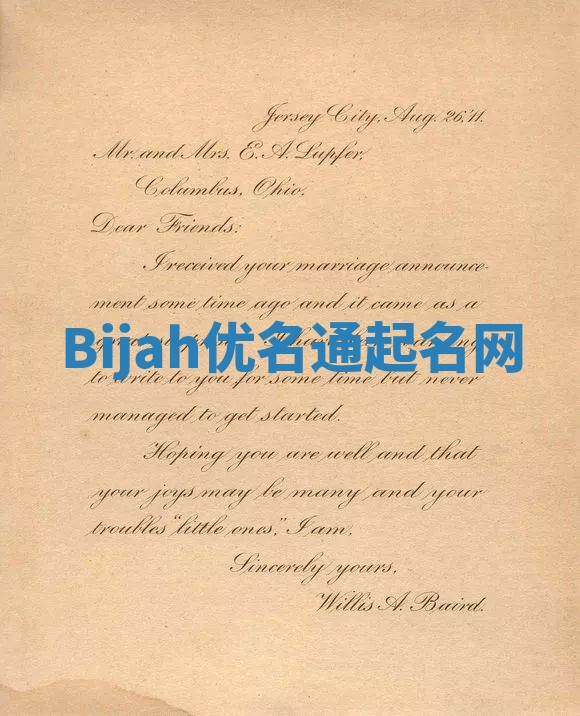 Jersey City, Aug. 26,'11.
Mr. and Mrs. E. A. Lupfer,
Columbus, Ohio.
Dear Friends:
I received your marriage announce-
ment some time ago and it came as a
Bijah优名通起名网
to write to you for some time but never
managed to get started.
Hoping you are well and that
your joys may be many and your
troubles "little ones," I am,
Sincerely yours,
Willis A. Baird.